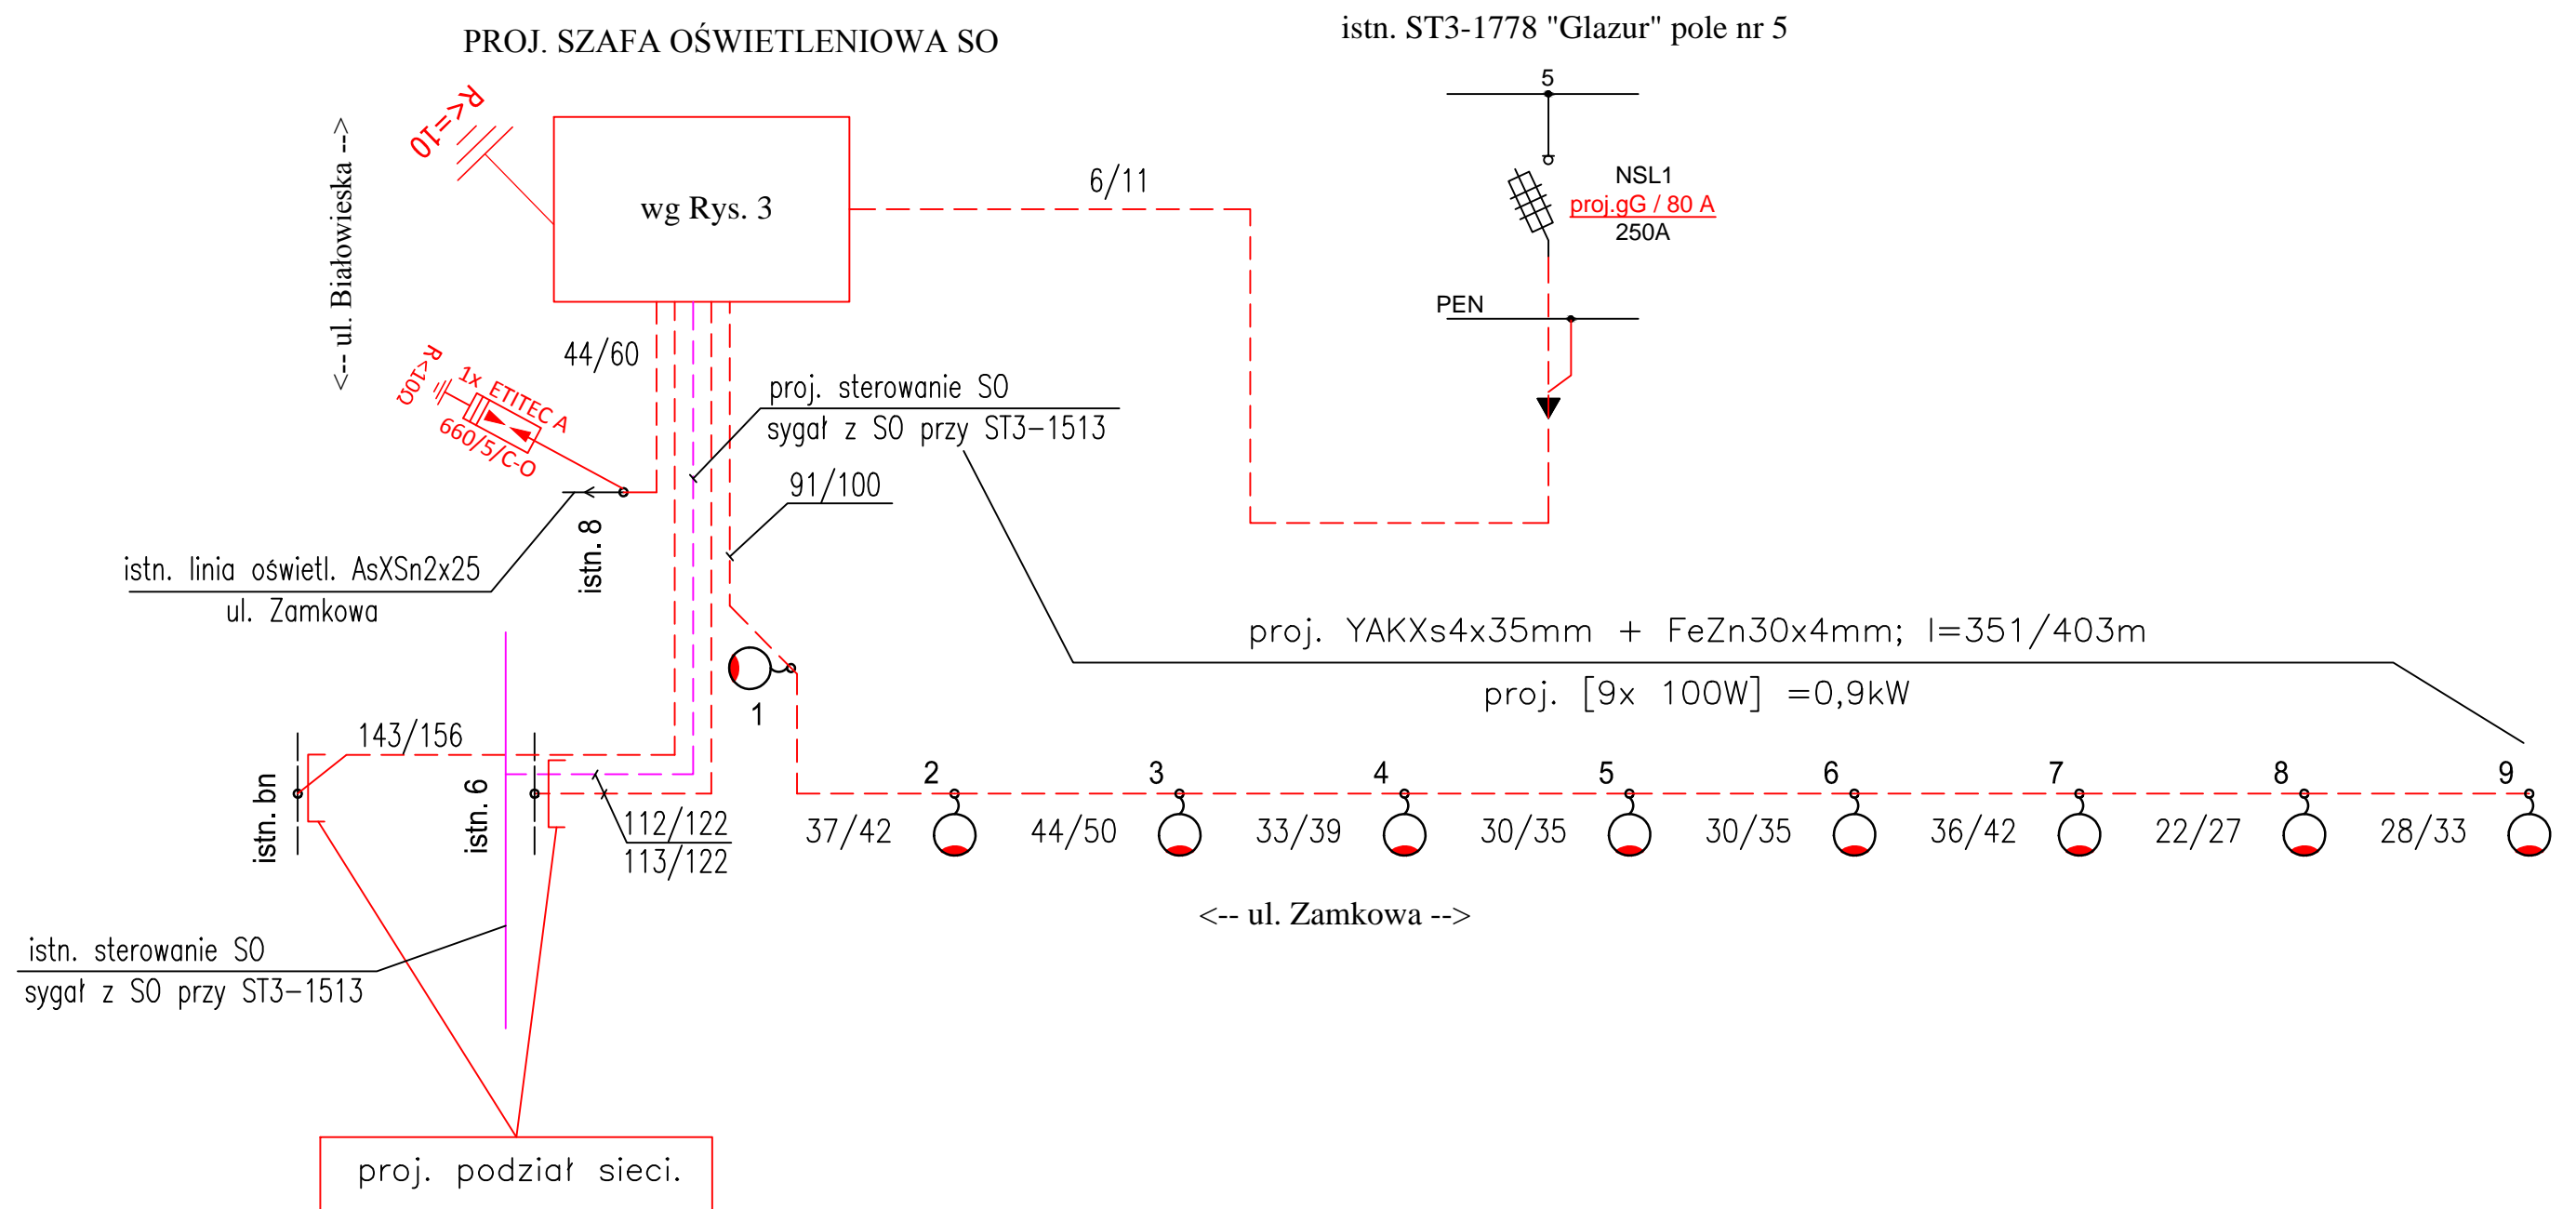 PROJ. SZAFA OŚWIETLENIOWA SO
istn. ST3-1778 "Glazur" pole nr 5
5
R<=10
<-- ul. Białowieska -->
wg Rys. 3
6/11
NSL1
proj.gG / 80 A
250A
PEN
44/60
R<10Ω
1x ETITEC A
660/5/C-O
proj. sterowanie SO
sygał z SO przy ST3-1513
91/100
istn. 8
istn. linia oświetl. AsXSn2x25
ul. Zamkowa
proj. YAKXs4x35mm + FeZn30x4mm; l=351/403m
proj. [9x 100W] =0,9kW
1
143/156
istn. bn
istn. 6
112/122
113/122
2
3
4
5
6
7
8
9
37/42
44/50
33/39
30/35
30/35
36/42
22/27
28/33
<-- ul. Zamkowa -->
istn. sterowanie SO
sygał z SO przy ST3-1513
proj. podział sieci.